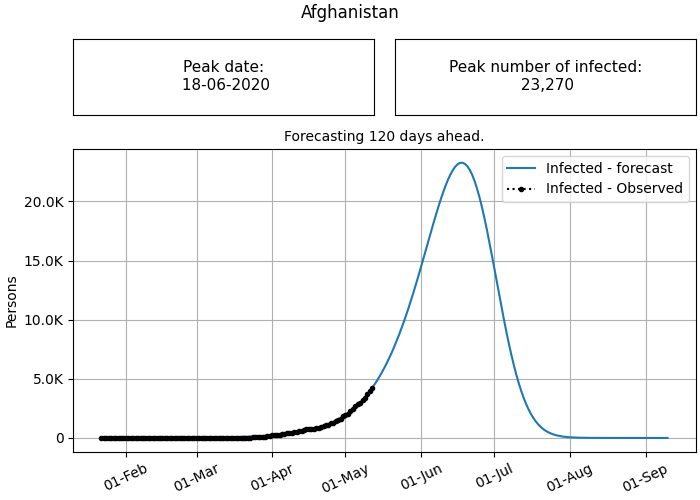 Afghanistan
Peak date:
18-06-2020
Peak number of infected:
23,270
Forecasting 120 days ahead.
Infected - forecast
Infected - Observed
Persons
20.0K
15.0K
10.0K
5.0K
0
01-Feb
01-Mar
01-Apr
01-May
01-Jun
01-Jul
01-Aug
01-Sep